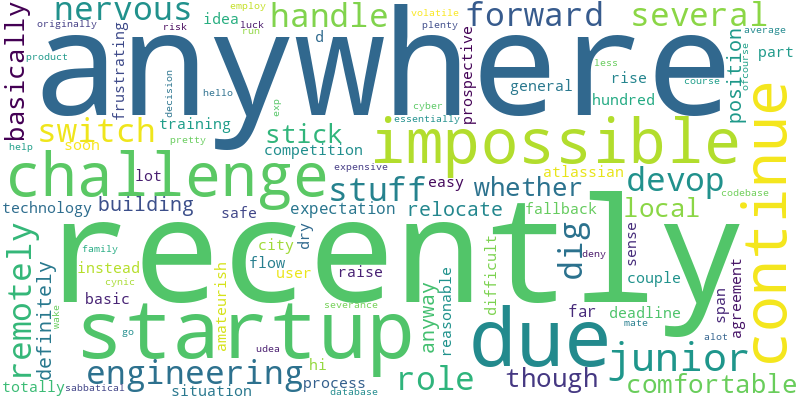 nervous
idea
employ
luck
handle
volatile
plenty
forward
several
originally
risk
run
d
anywhere
basically
product
frustrating
decision
hello
exp
prospective
less
general
rise
hundred
position
average
part
course
ofcourse
switch
training
soon
help
pretty
stick
competition
cyber
essentially
impossible
continue
challenge
lot
expensive
stuff
easy
whether
atlassian
devop
codebase
technology
building
safe
expectation
relocate
fallback
local
recently
remotely
definitely
family
instead
cynic
basic
city
flow
user
dry
raise
dig
deny
sense
couple
difficult
reasonable
anyway
span
agreement
wake
startup
amateurish
severance
go
udea
due
far
deadline
mate
alot
engineering
hi
process
role
though
junior
comfortable
totally
sabbatical
situation
database